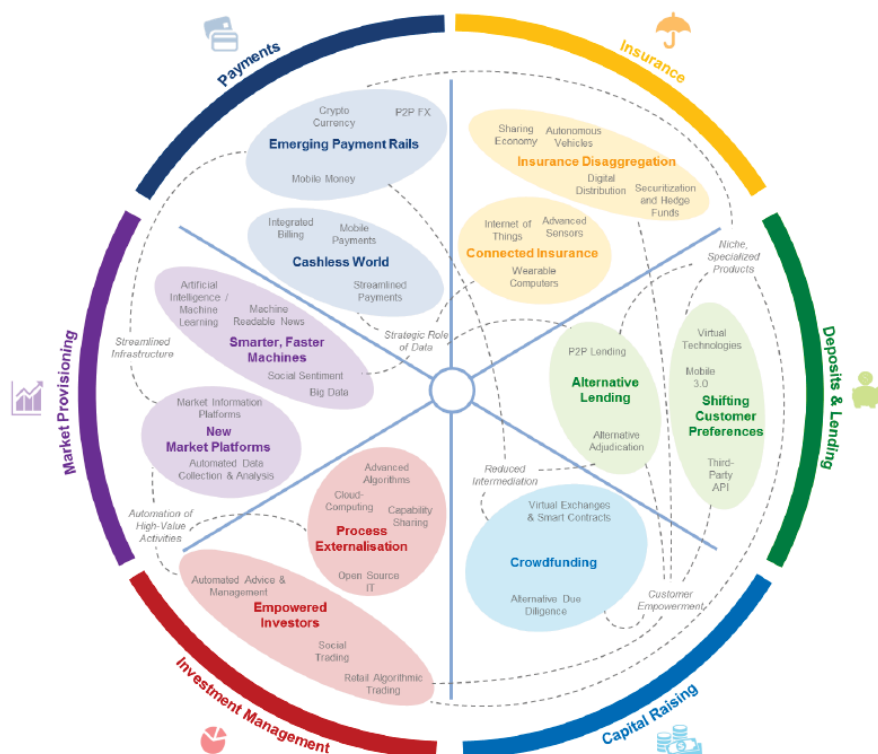 Payments
Insurance
Deposits & Lending
Capital Raising
Investment Management
Market Provisioning
Crypto
Currency
P2P FX
Emerging Payment Rails
Mobile Money
Integrated
Billing
Mobile
Payments
Cashless World
Streamlined
Payments
Sharing
Economy
Autonomous
Vehicles
Insurance Disaggregation
Digital
Distribution
Securitization
and Hedge
Funds
Internet of
Things
Advanced
Sensors
Connected Insurance
Wearable
Computers
Niche,
Specialized
Products
Artificial
Intelligence /
Machine
Learning
Machine
Readable News
Smarter, Faster
Machines
Social Sentiment
Big Data
Streamlined
Infrastructure
Strategic Role
of Data
P2P Lending
Alternative
Lending
Alternative
Adjudication
Virtual
Technologies
Mobile
3.0
Shifting
Customer
Preferences
Third-
Party
API
Market Information
Platforms
New
Market Platforms
Automated Data
Collection & Analysis
Automation of
High-Value
Activities
Advanced
Algorithms
Cloud-
Computing
Capability
Sharing
Process
Externalisation
Open Source
IT
Reduced
Intermediation
Virtual Exchanges
& Smart Contracts
Crowdfunding
Alternative Due
Diligence
Customer
Empowerment
Automated Advice &
Management
Empowered
Investors
Social
Trading
Retail Algorithmic
Trading